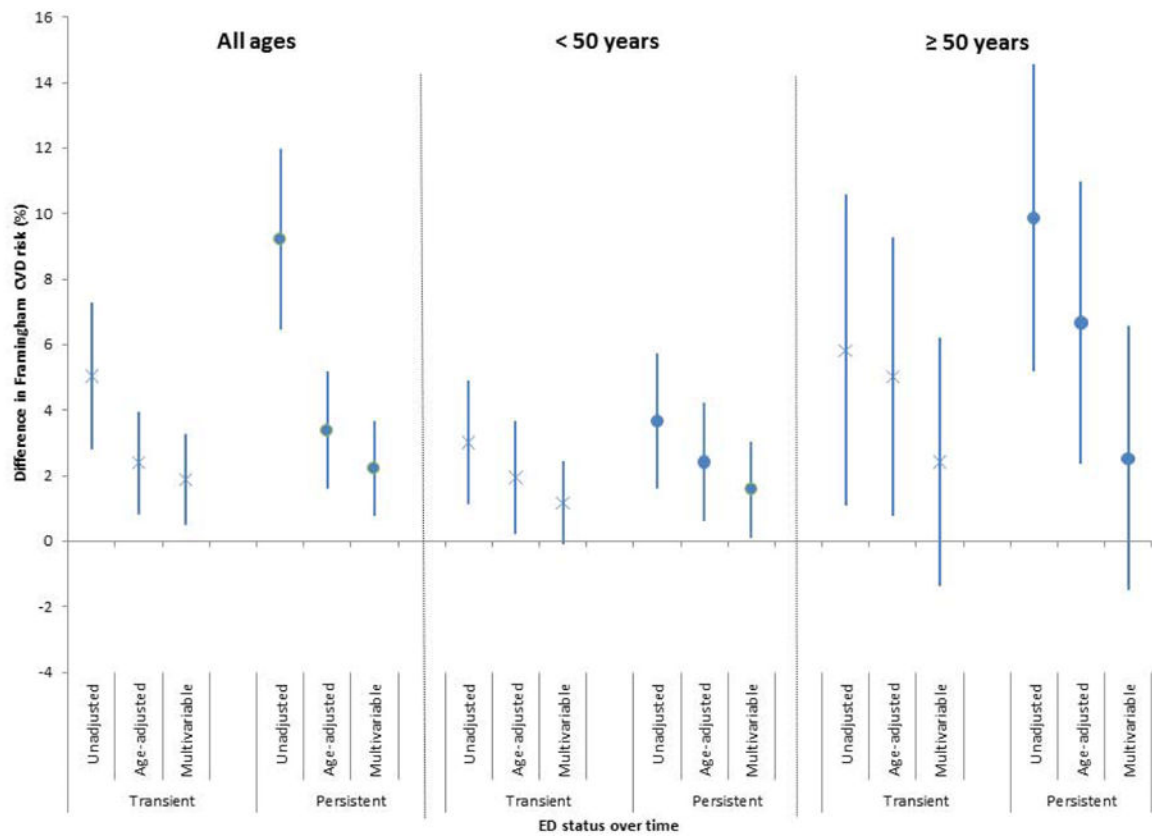 All ages
< 50 years
≥ 50 years
16
14
12
10
8
6
4
2
0
-2
-4
Difference in Framingham CVD risk (%)
Unadjusted
Age-adjusted
Multivariable
Unadjusted
Age-adjusted
Multivariable
Unadjusted
Age-adjusted
Multivariable
Unadjusted
Age-adjusted
Multivariable
Unadjusted
Age-adjusted
Multivariable
Unadjusted
Age-adjusted
Multivariable
Transient
Persistent
Transient
Persistent
Transient
Persistent
ED status over time